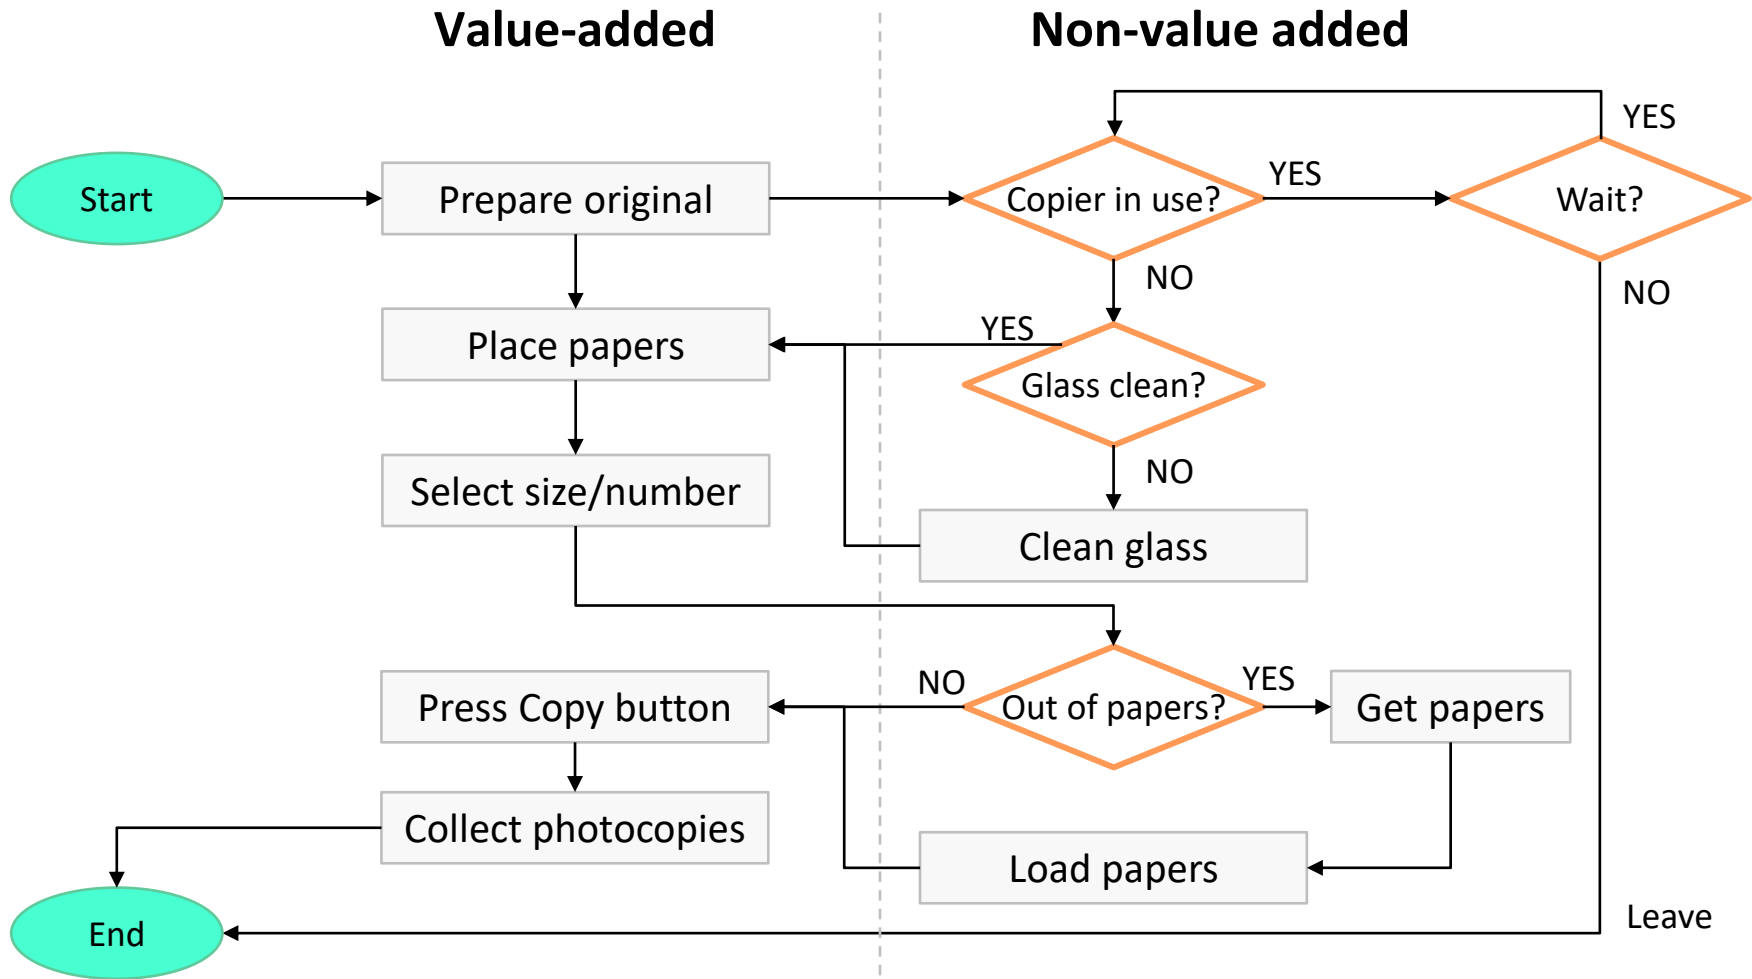 Value-added
Non-value added
YES
Start
Prepare original
Copier in use?
YES
Wait?
NO
NO
YES
Place papers
Glass clean?
NO
Select size/number
Clean glass
NO
YES
Press Copy button
Out of papers?
Get papers
Collect photocopies
Load papers
Leave
End